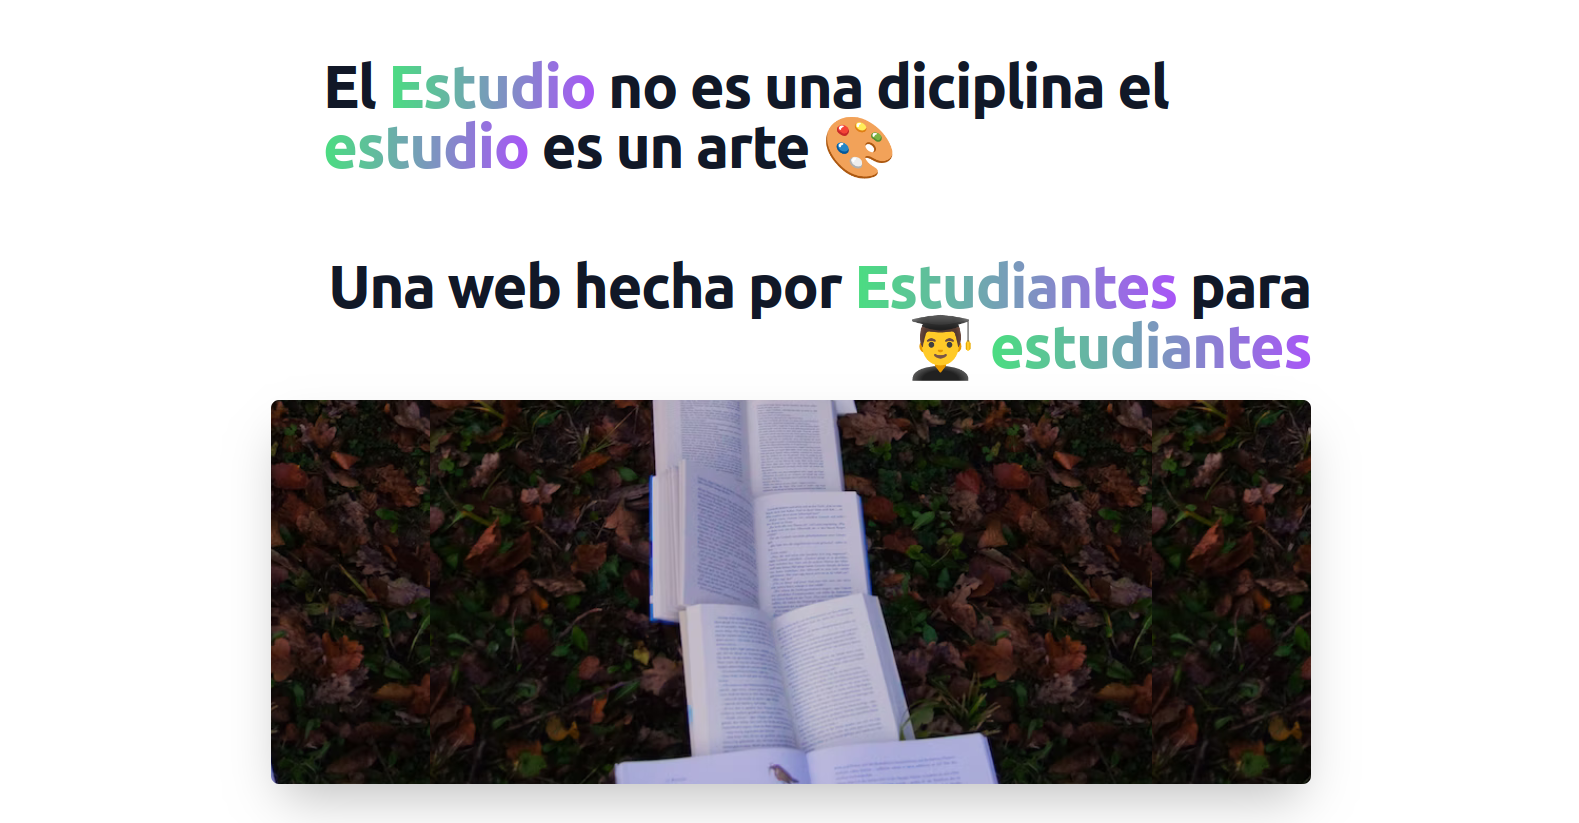 El Estudio no es una diciplina el
estudio es un arte 🎨
Una web hecha por Estudiantes para
👨‍🎓 estudiantes